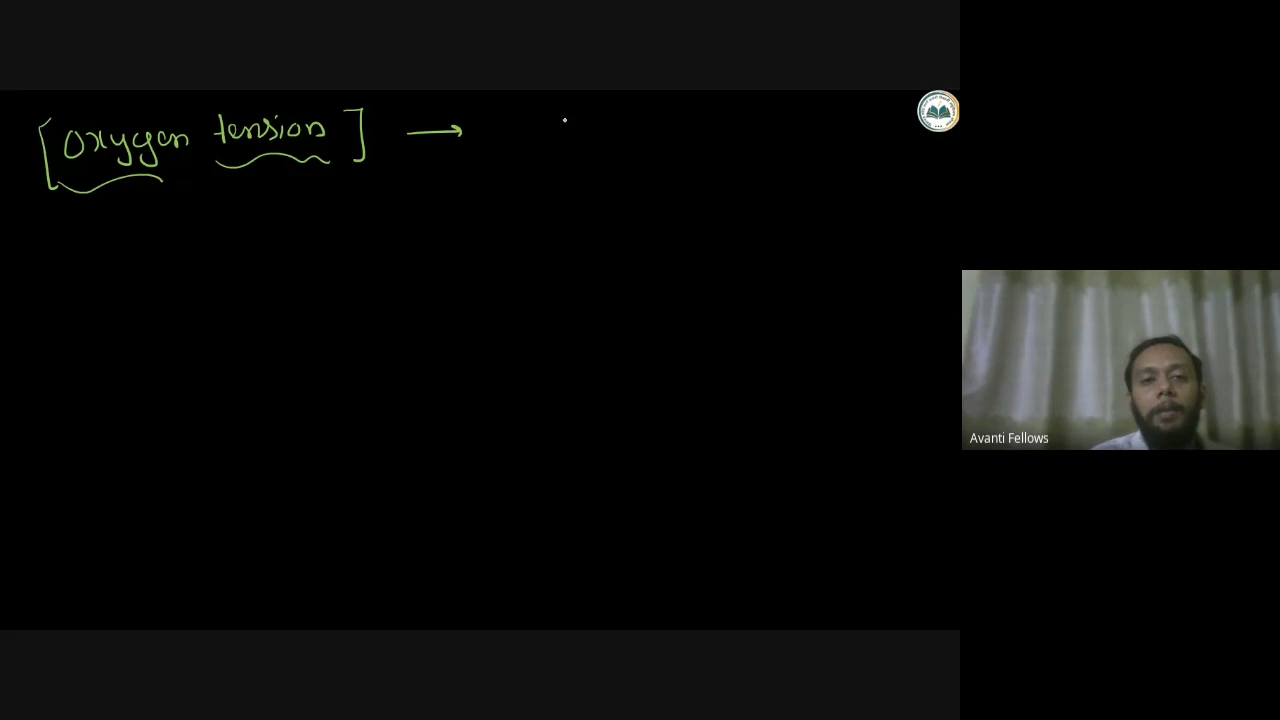 [oxygen tension] →
Avanti Fellows